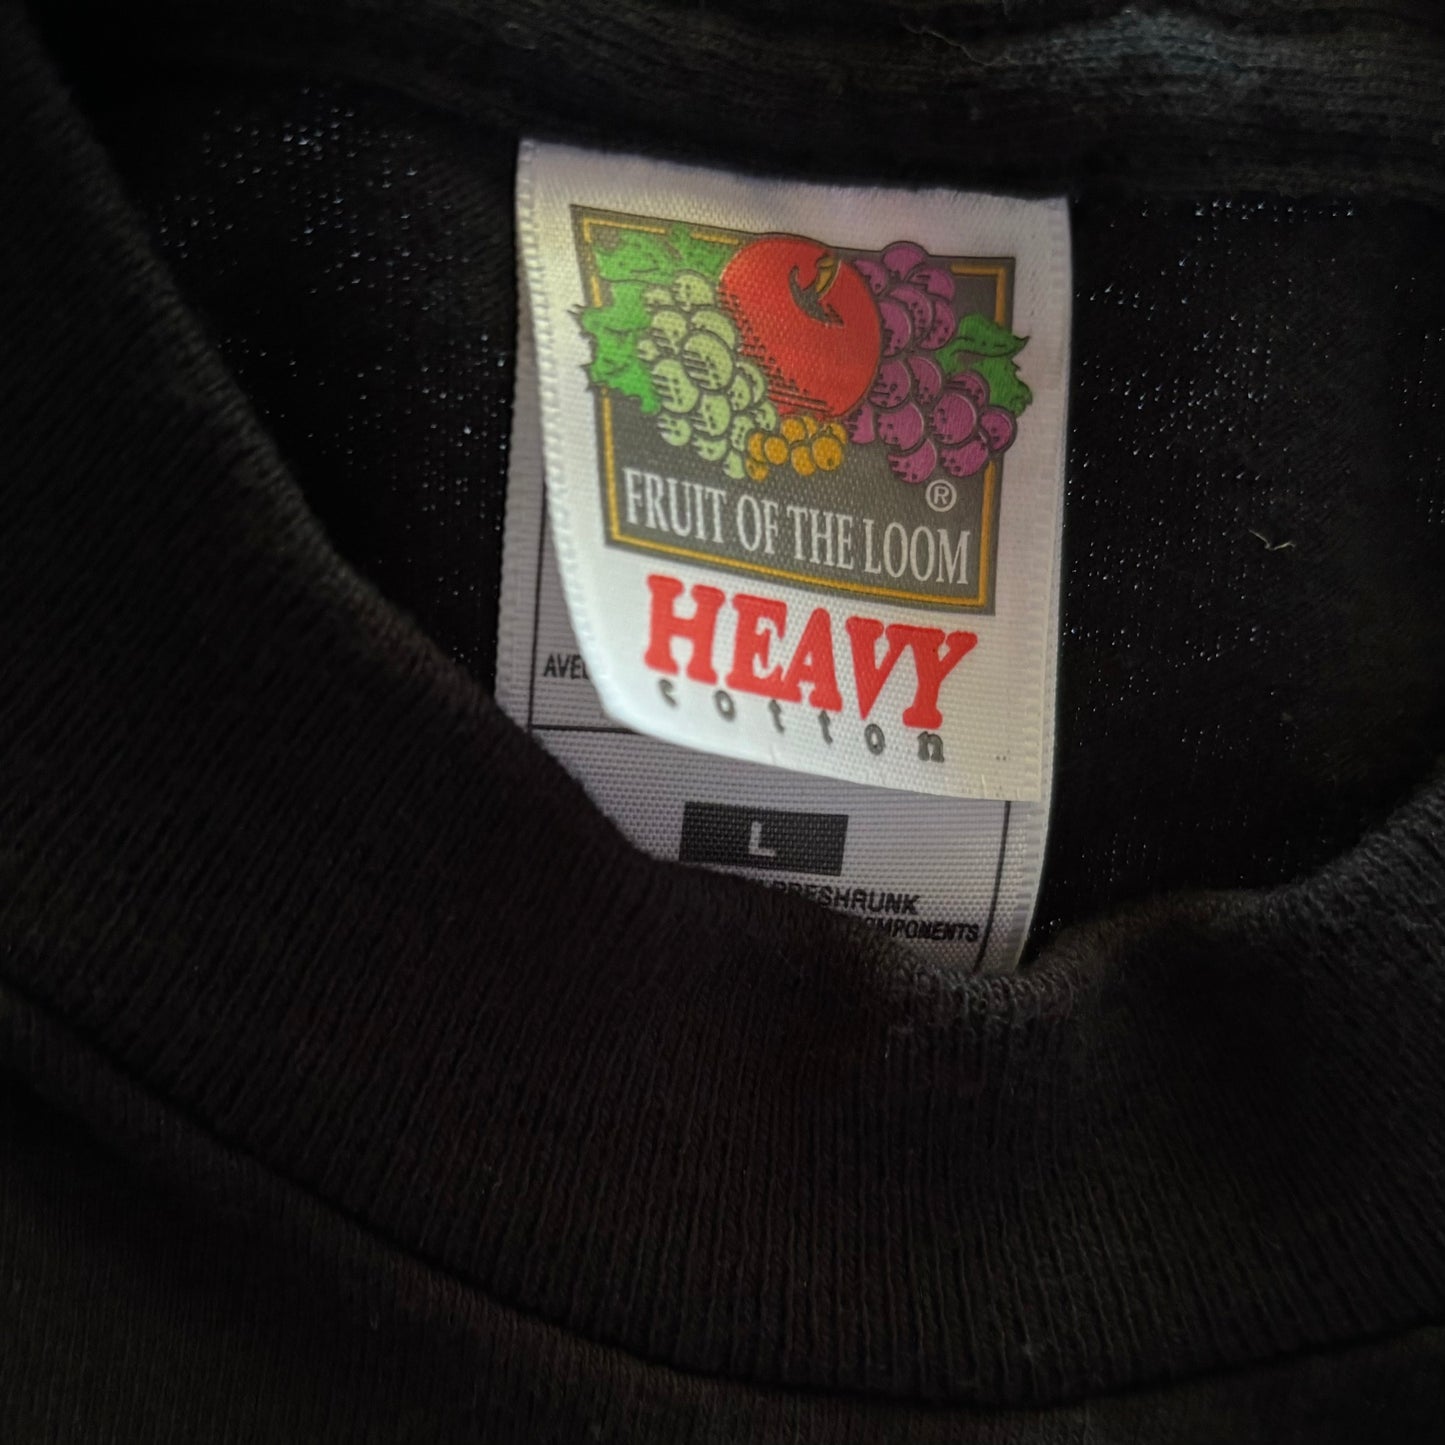 FRUIT OF THE LOOM ®
HEAVY
cotton
L
PRESHRUNK